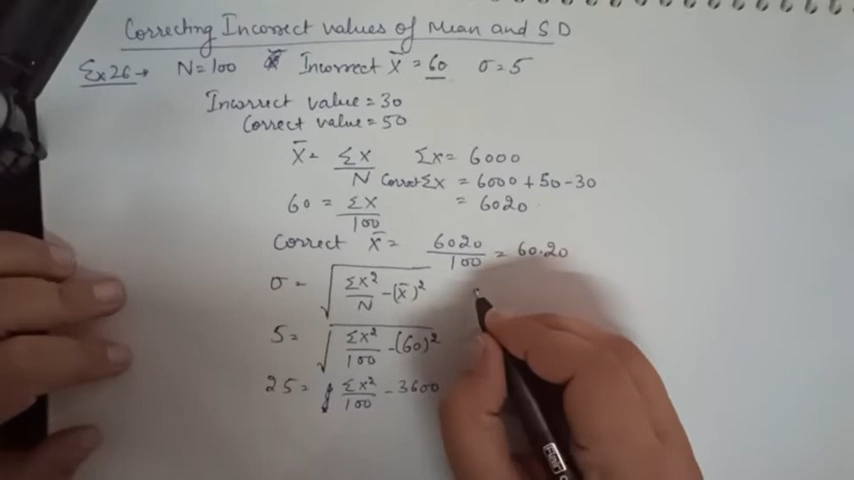 Correcting Incorrect values of Mean and SD
Ex26→ N=100 Incorrect X̄ = 60 σ=5
Incorrect value = 30
Correct value = 50
X̄ = ΣX/N ΣX = 6000
Correct ΣX = 6000 + 50 - 30
60 = ΣX/100 = 6020
Correct X̄ = 6020/100 = 60.20
σ = √(ΣX²/N - (X̄)²)
5 = √(ΣX²/100 - (60)²)
25 = ΣX²/100 - 3600